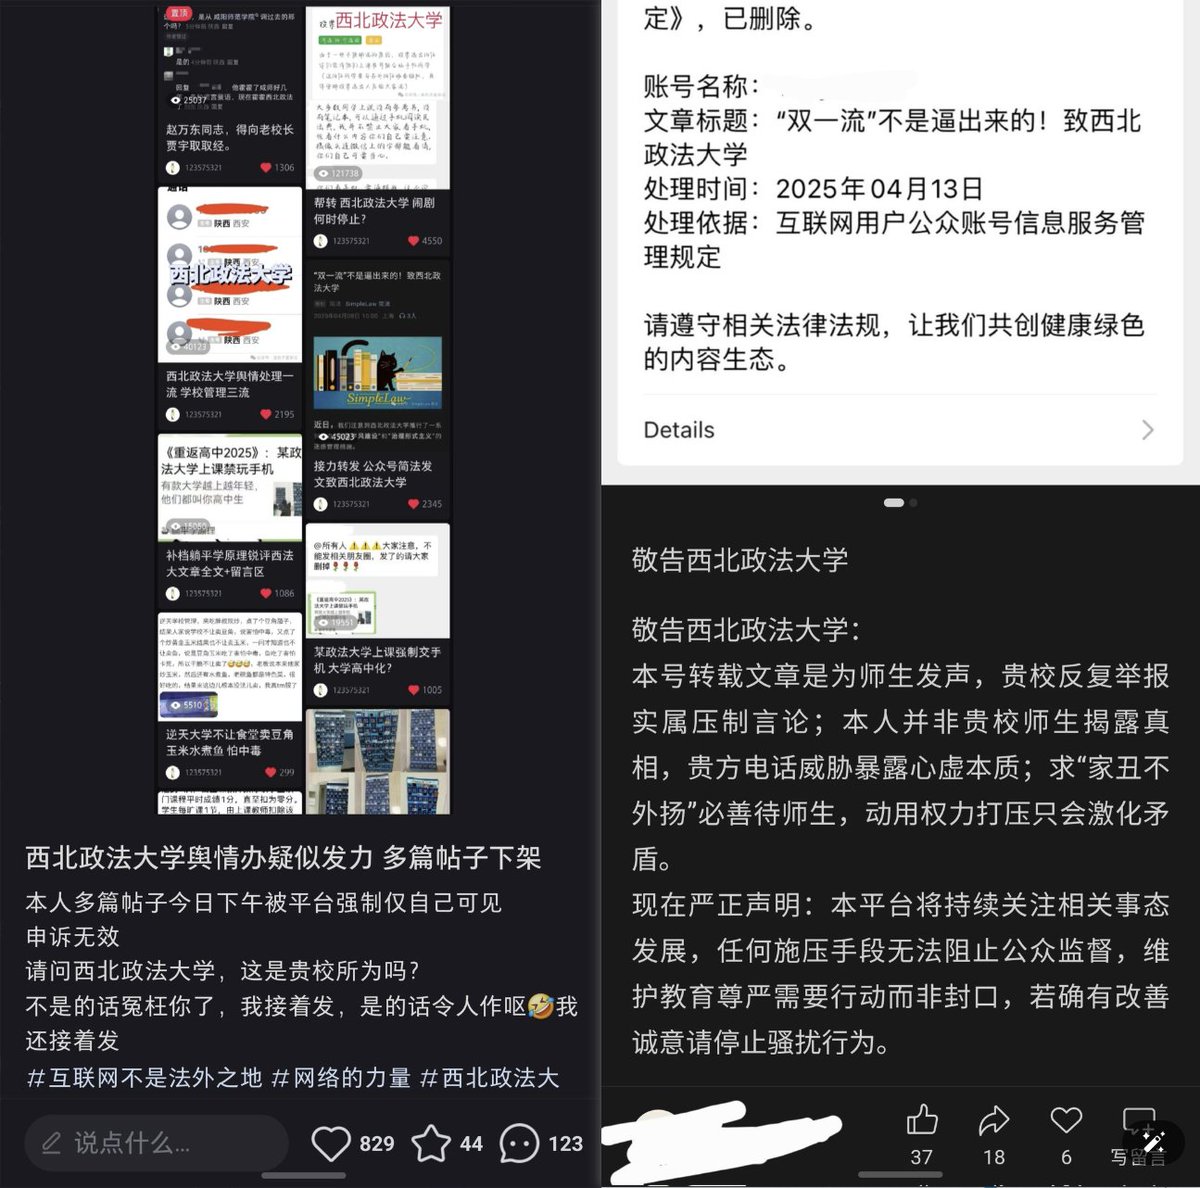 置顶
25037
赵万东同志，得向老校长
贾宇取取经。
123575321
1306
陕西 西安
西北政法大学
陕西 西安
陕西 西安
40123
西北政法大学舆情处理一
流 学校管理三流
123575321
2195
《重返高中2025》：某政
法大学上课禁玩手机
有款大学越上越年轻，
他们都叫你高中生
补档躺平学原理锐评西法
大文章全文+留言区
123575321
1086
5510
逆天大学不让食堂卖豆角
玉米水煮鱼 怕中毒
123575321
299
西北政法大学
121738
帮转 西北政法大学 闹剧
何时停止？
123575321
4550
“双一流”不是逼出来的！致西北政
法大学
SimpleLaw
45023
接力转发 公众号简法发
文致西北政法大学
123575321
2345
@所有人 ⚠️⚠️⚠️大家注意，不
能发相关朋友圈，发了的请大家
删掉🌹🌹🌹
19551
某政法大学上课强制交手
机 大学高中化？
123575321
1005
西北政法大学舆情办疑似发力 多篇帖子下架
本人多篇帖子今日下午被平台强制仅自己可见
申诉无效
请问西北政法大学，这是贵校所为吗？
不是的话冤枉你了，我接着发，是的话令人作呕🤣我
还接着发
#互联网不是法外之地 #网络的力量 #西北政法大
说点什么...
829
44
123
定》，已删除。
账号名称：
文章标题：“双一流”不是逼出来的！致西北
政法大学
处理时间：2025年04月13日
处理依据：互联网用户公众账号信息服务管
理规定
请遵守相关法律法规，让我们共创健康绿色
的内容生态。
Details
敬告西北政法大学
敬告西北政法大学：
本号转载文章是为师生发声，贵校反复举报
实属压制言论；本人并非贵校师生揭露真
相，贵方电话威胁暴露心虚本质；求“家丑不
外扬”必善待师生，动用权力打压只会激化矛
盾。
现在严正声明：本平台将持续关注相关事态
发展，任何施压手段无法阻止公众监督，维
护教育尊严需要行动而非封口，若确有改善
诚意请停止骚扰行为。
37
18
6
写留言